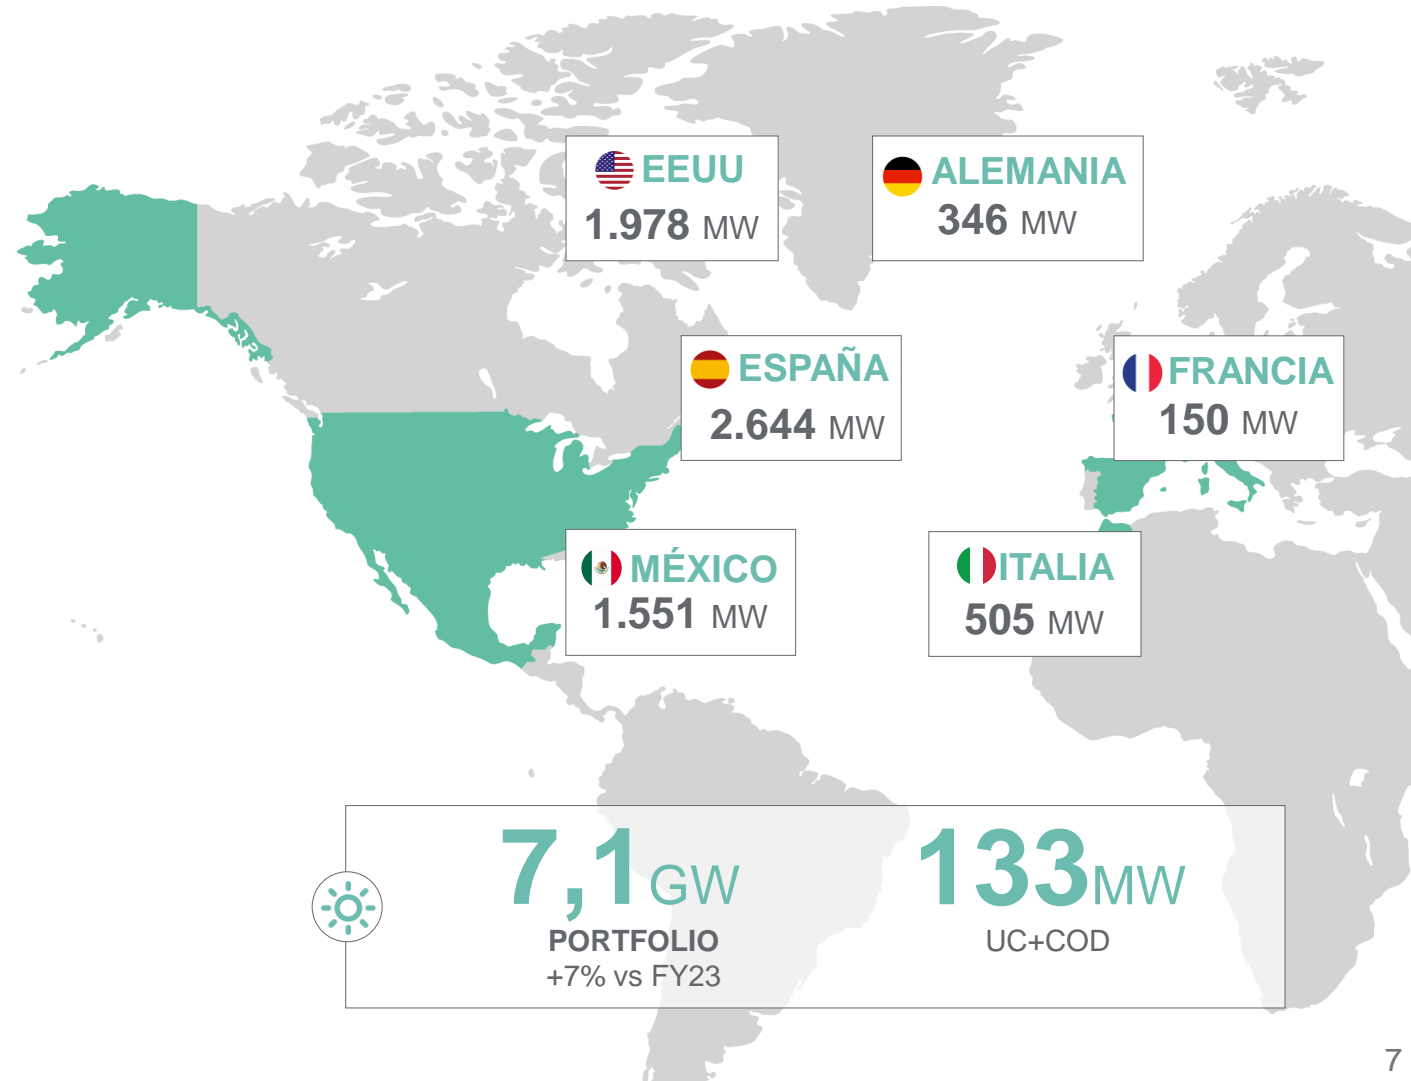 EEUU
1.978 MW
ALEMANIA
346 MW
ESPAÑA
2.644 MW
FRANCIA
150 MW
MÉXICO
1.551 MW
ITALIA
505 MW
7,1GW
PORTFOLIO
+7% vs FY23
133MW
UC+COD
7